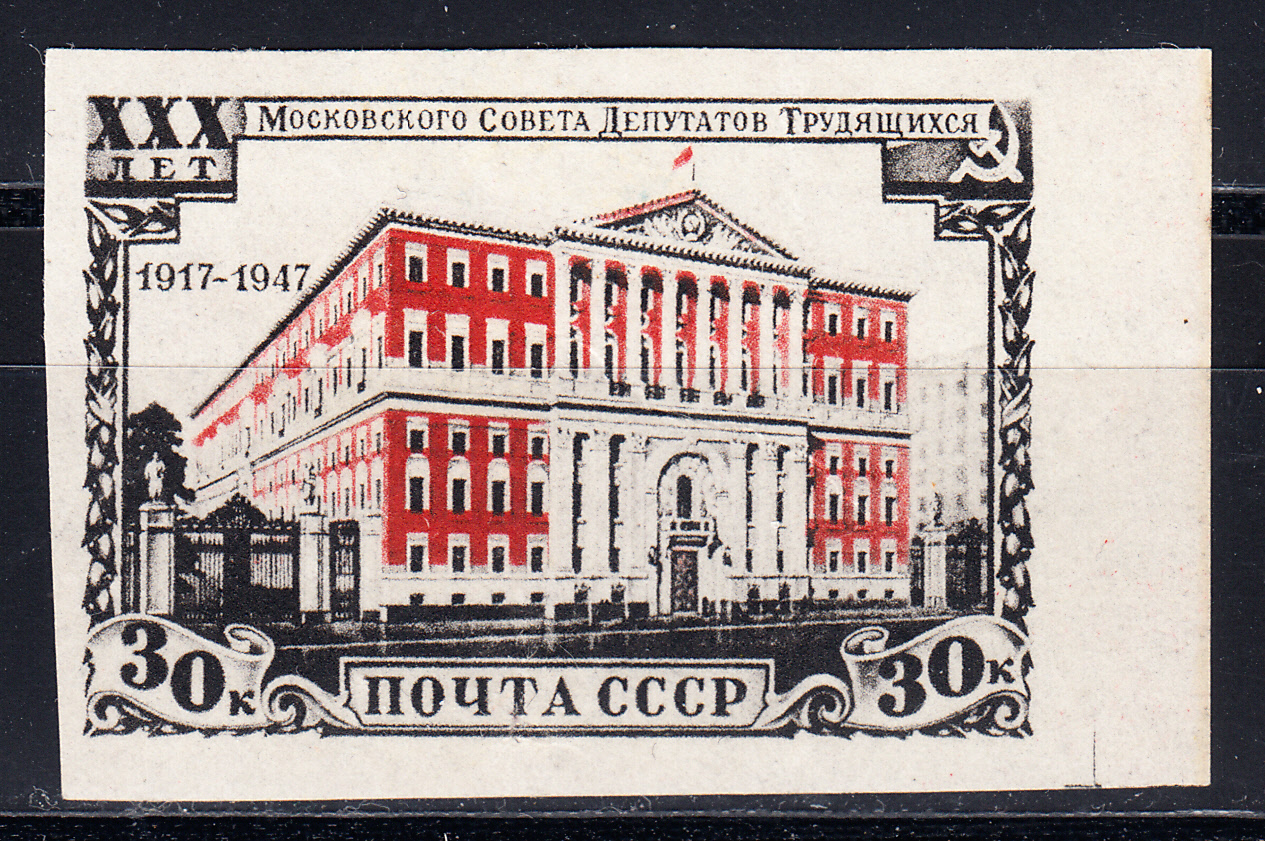 XXX
ЛЕТ
Московского Совета Депутатов Трудящихся
1917-1947
30к
ПОЧТА СССР
30к